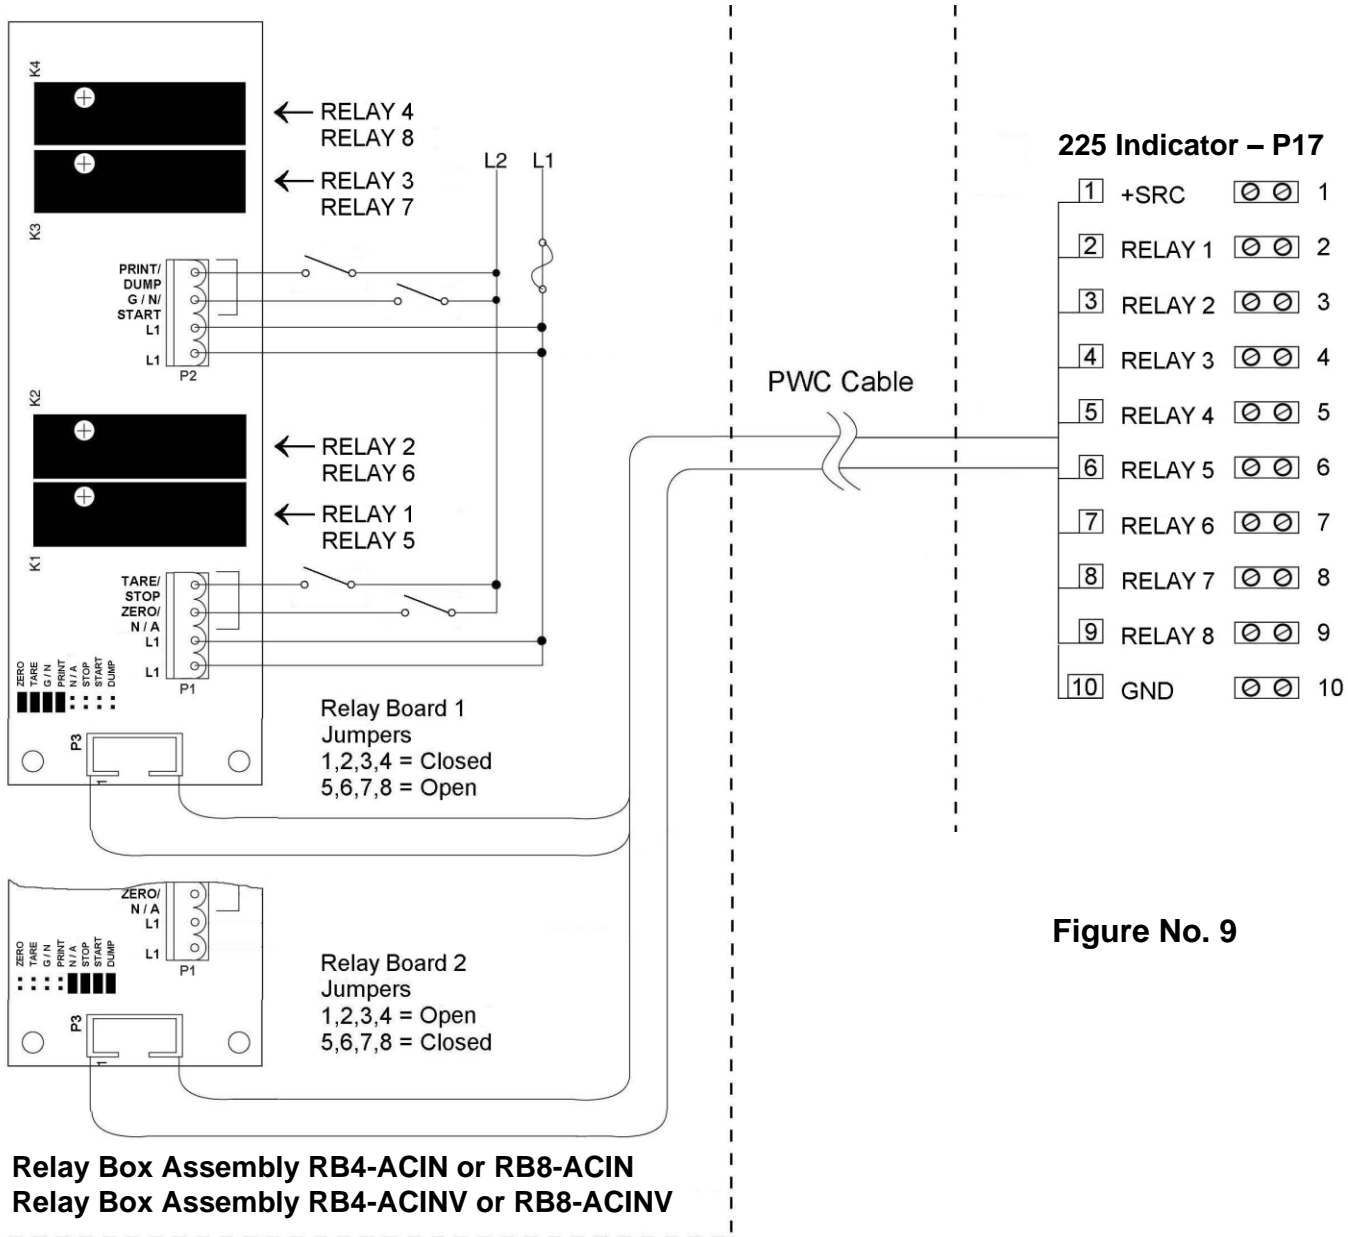 K4
RELAY 4
RELAY 8
RELAY 3
RELAY 7
K3
L2 L1
PRINT/
DUMP
G / N/
START
L1
L1
P2
K2
RELAY 2
RELAY 6
RELAY 1
RELAY 5
K1
TARE/
STOP
ZERO/
N / A
L1
L1
P1
ZERO
TARE
G / N
PRINT
N / A
STOP
START
DUMP
P3
1
Relay Board 1
Jumpers
1,2,3,4 = Closed
5,6,7,8 = Open
ZERO/
N / A
L1
L1
P1
ZERO
TARE
G / N
PRINT
N / A
STOP
START
DUMP
P3
1
Relay Board 2
Jumpers
1,2,3,4 = Open
5,6,7,8 = Closed
PWC Cable
225 Indicator – P17
1 +SRC 1
2 RELAY 1 2
3 RELAY 2 3
4 RELAY 3 4
5 RELAY 4 5
6 RELAY 5 6
7 RELAY 6 7
8 RELAY 7 8
9 RELAY 8 9
10 GND 10
Figure No. 9
Relay Box Assembly RB4-ACIN or RB8-ACIN
Relay Box Assembly RB4-ACINV or RB8-ACINV